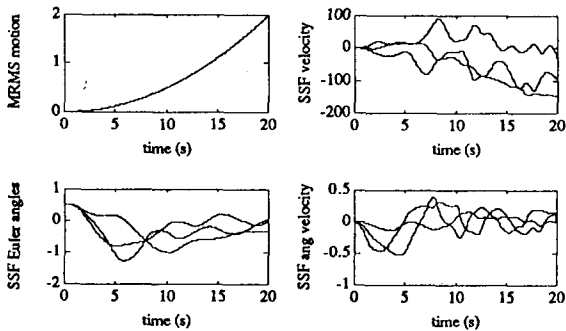 MRMS motion
2
1
0
0 5 10 15 20
time (s)
SSF velocity
100
0
-100
-200
0 5 10 15 20
time (s)
SSF Euler angles
1
0
-1
-2
0 5 10 15 20
time (s)
SSF ang velocity
0.5
0
-0.5
-1
0 5 10 15 20
time (s)